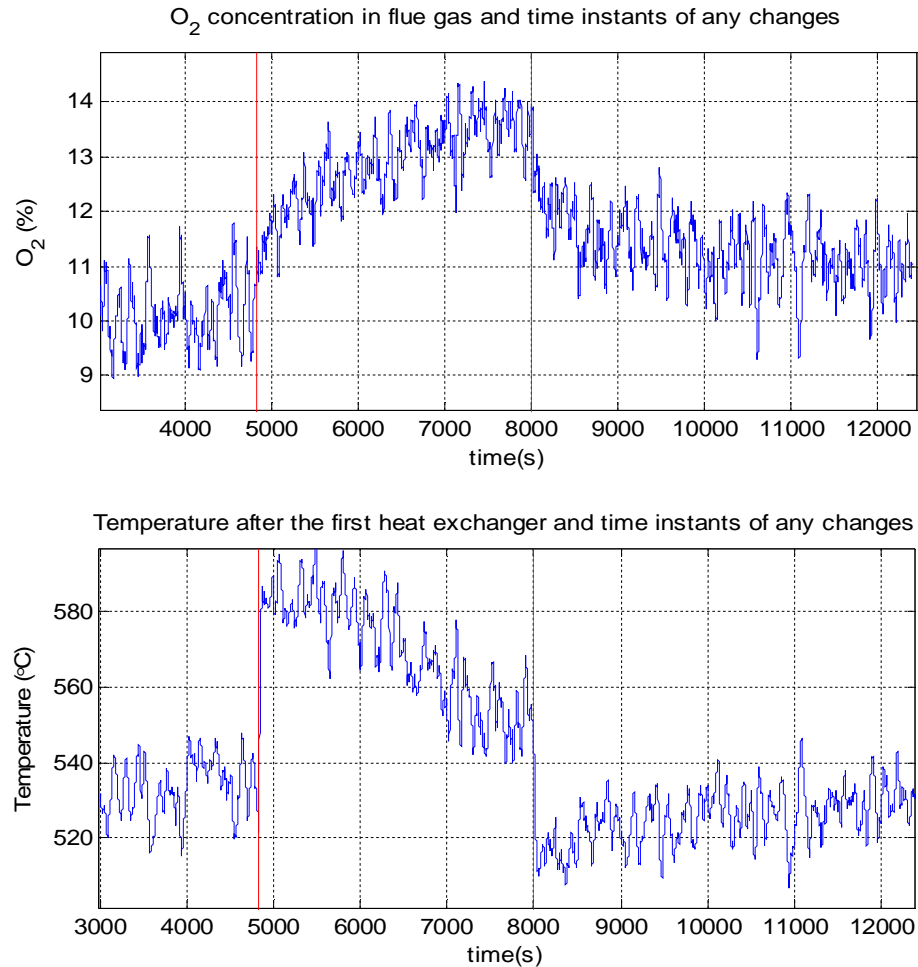 O2 concentration in flue gas and time instants of any changes
O2 (%)
14
13
12
11
10
9
4000 5000 6000 7000 8000 9000 10000 11000 12000
time(s)
Temperature after the first heat exchanger and time instants of any changes
Temperature (°C)
580
560
540
520
3000 4000 5000 6000 7000 8000 9000 10000 11000 12000
time(s)